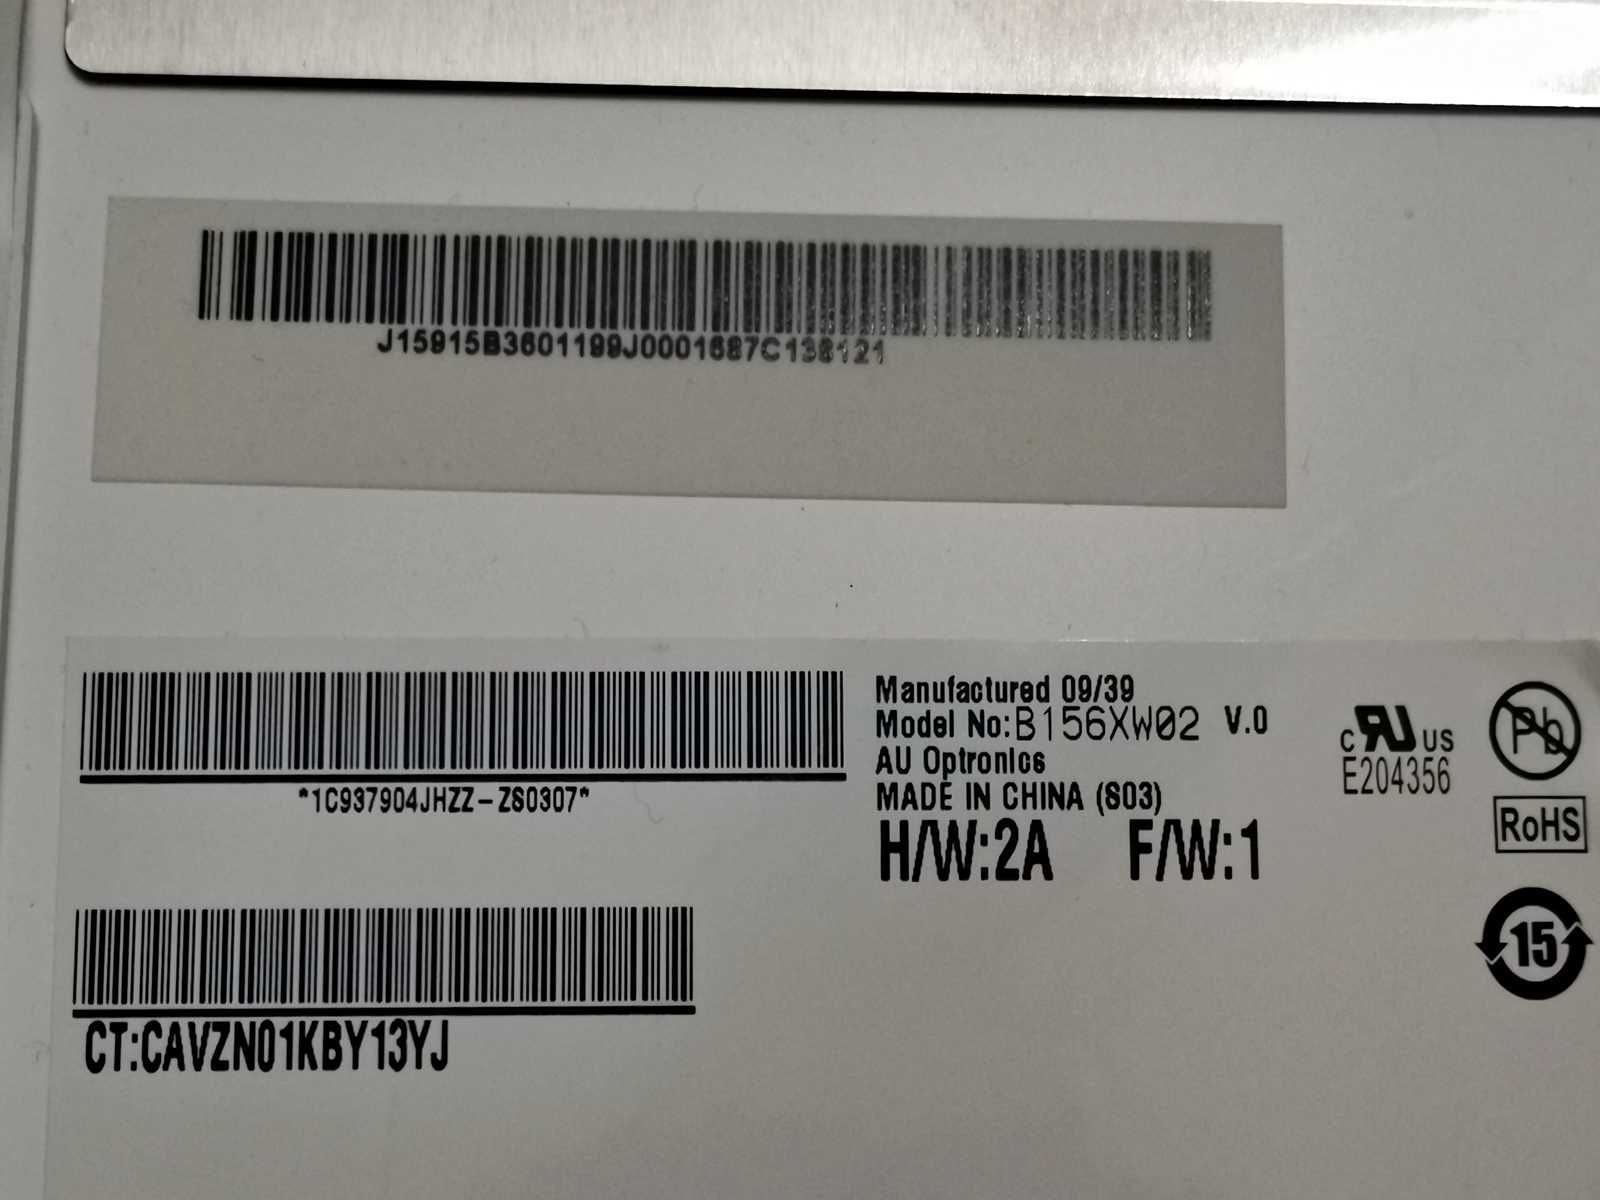 J15915B3601199J0001687C138121
*1C937904JHZZ-ZS0307*
Manufactured 09/39
Model No:B156XW02 V.0
AU Optronics
MADE IN CHINA (S03)
H/W:2A F/W:1
c RU US
E204356
Pb
RoHS
15
CT:CAVZN01KBY13YJ